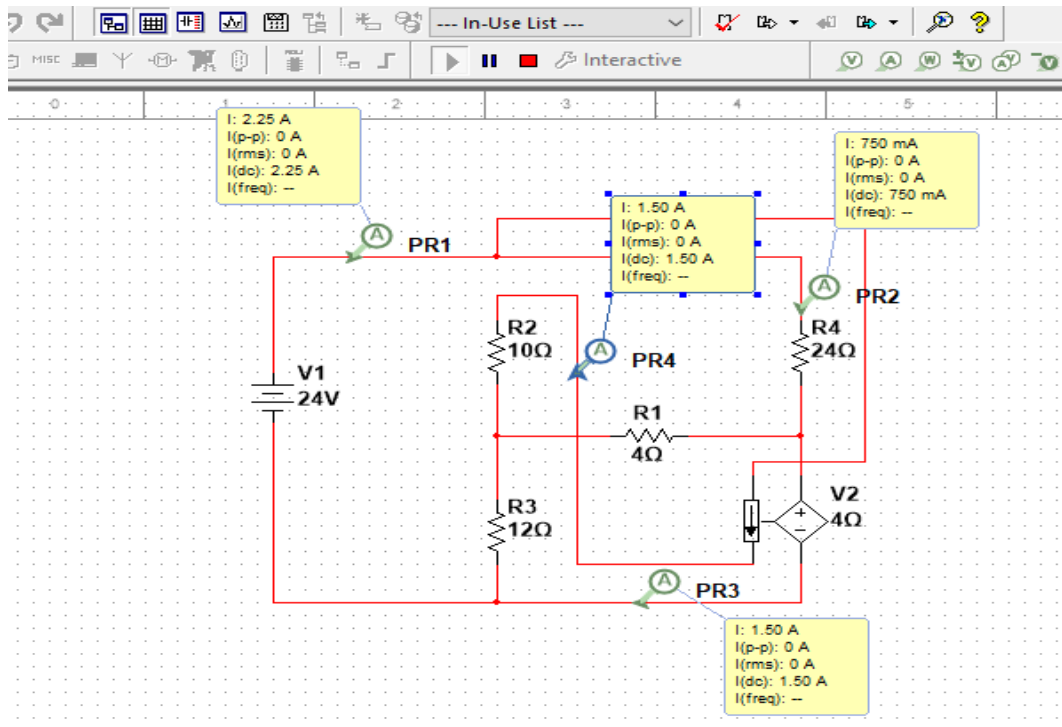 --- In-Use List ---
MISC
Interactive
V
A
W
V
AV
V
0
1
2
3
4
5
I: 2.25 A
I(p-p): 0 A
I(rms): 0 A
I(dc): 2.25 A
I(freq): --
I: 750 mA
I(p-p): 0 A
I(rms): 0 A
I(dc): 750 mA
I(freq): --
I: 1.50 A
I(p-p): 0 A
I(rms): 0 A
I(dc): 1.50 A
I(freq): --
A
PR1
A
PR2
R2
10Ω
A
PR4
R4
24Ω
V1
24V
R1
4Ω
V2
4Ω
R3
12Ω
A
PR3
I: 1.50 A
I(p-p): 0 A
I(rms): 0 A
I(dc): 1.50 A
I(freq): --